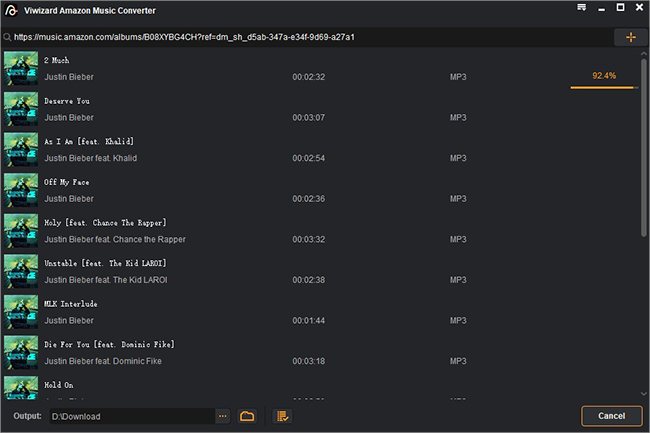 Viwizard Amazon Music Converter
https://music.amazon.com/albums/B08XYBG4CH?ref=dm_sh_d5ab-347a-e34f-9d69-a27a1
2 Much
Justin Bieber 00:02:32 MP3 92.4%
Deserve You
Justin Bieber 00:03:07 MP3
As I Am [feat. Khalid]
Justin Bieber feat. Khalid 00:02:54 MP3
Off My Face
Justin Bieber 00:02:36 MP3
Holy [feat. Chance The Rapper]
Justin Bieber feat. Chance the Rapper 00:03:32 MP3
Unstable [feat. The Kid LAROI]
Justin Bieber feat. The Kid LAROI 00:02:38 MP3
MLK Interlude
Justin Bieber 00:01:44 MP3
Die For You [feat. Dominic Fike]
Justin Bieber feat. Dominic Fike 00:03:18 MP3
Hold On
Output: D:\Download ... Cancel